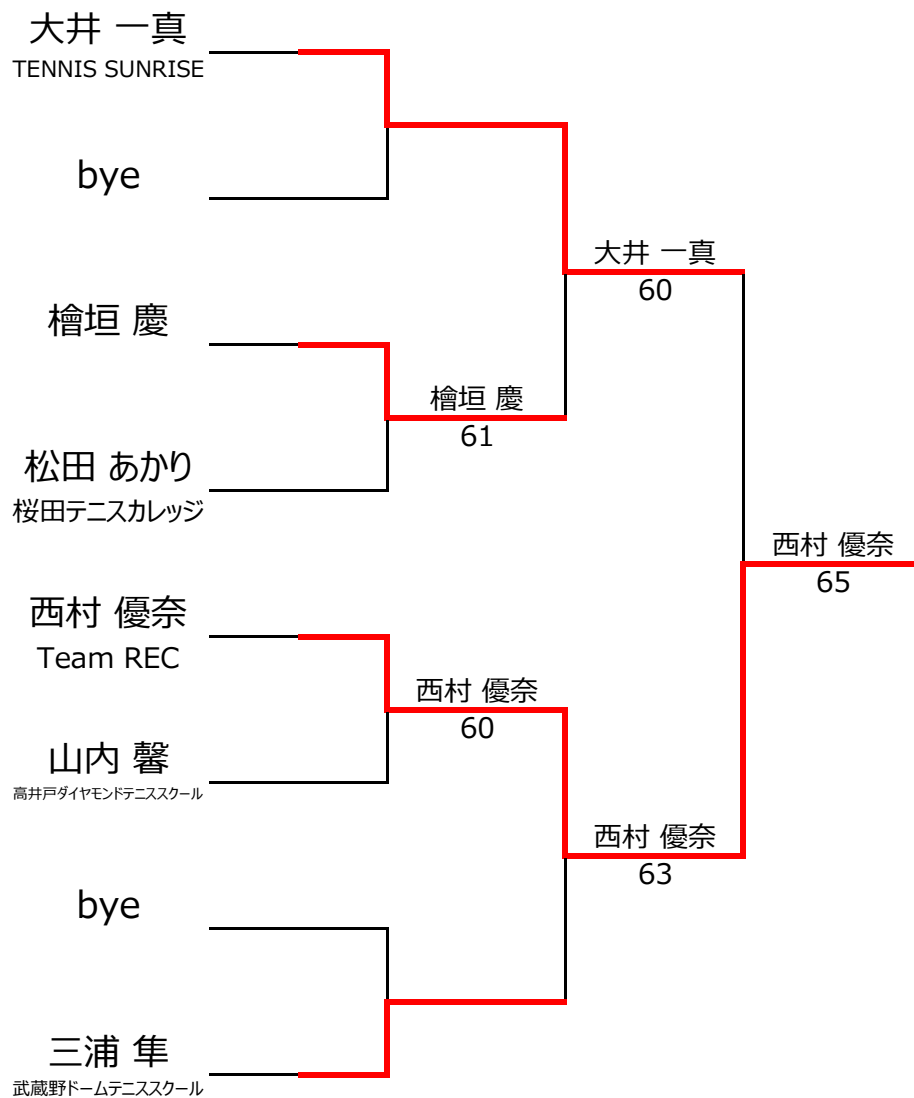 大井 一真
TENNIS SUNRISE
bye
大井 一真
60
檜垣 慶
檜垣 慶
61
松田 あかり
桜田テニスカレッジ
西村 優奈
65
西村 優奈
Team REC
西村 優奈
60
山内 馨
高井戸ダイヤモンドテニススクール
西村 優奈
63
bye
三浦 隼
武蔵野ドームテニススクール